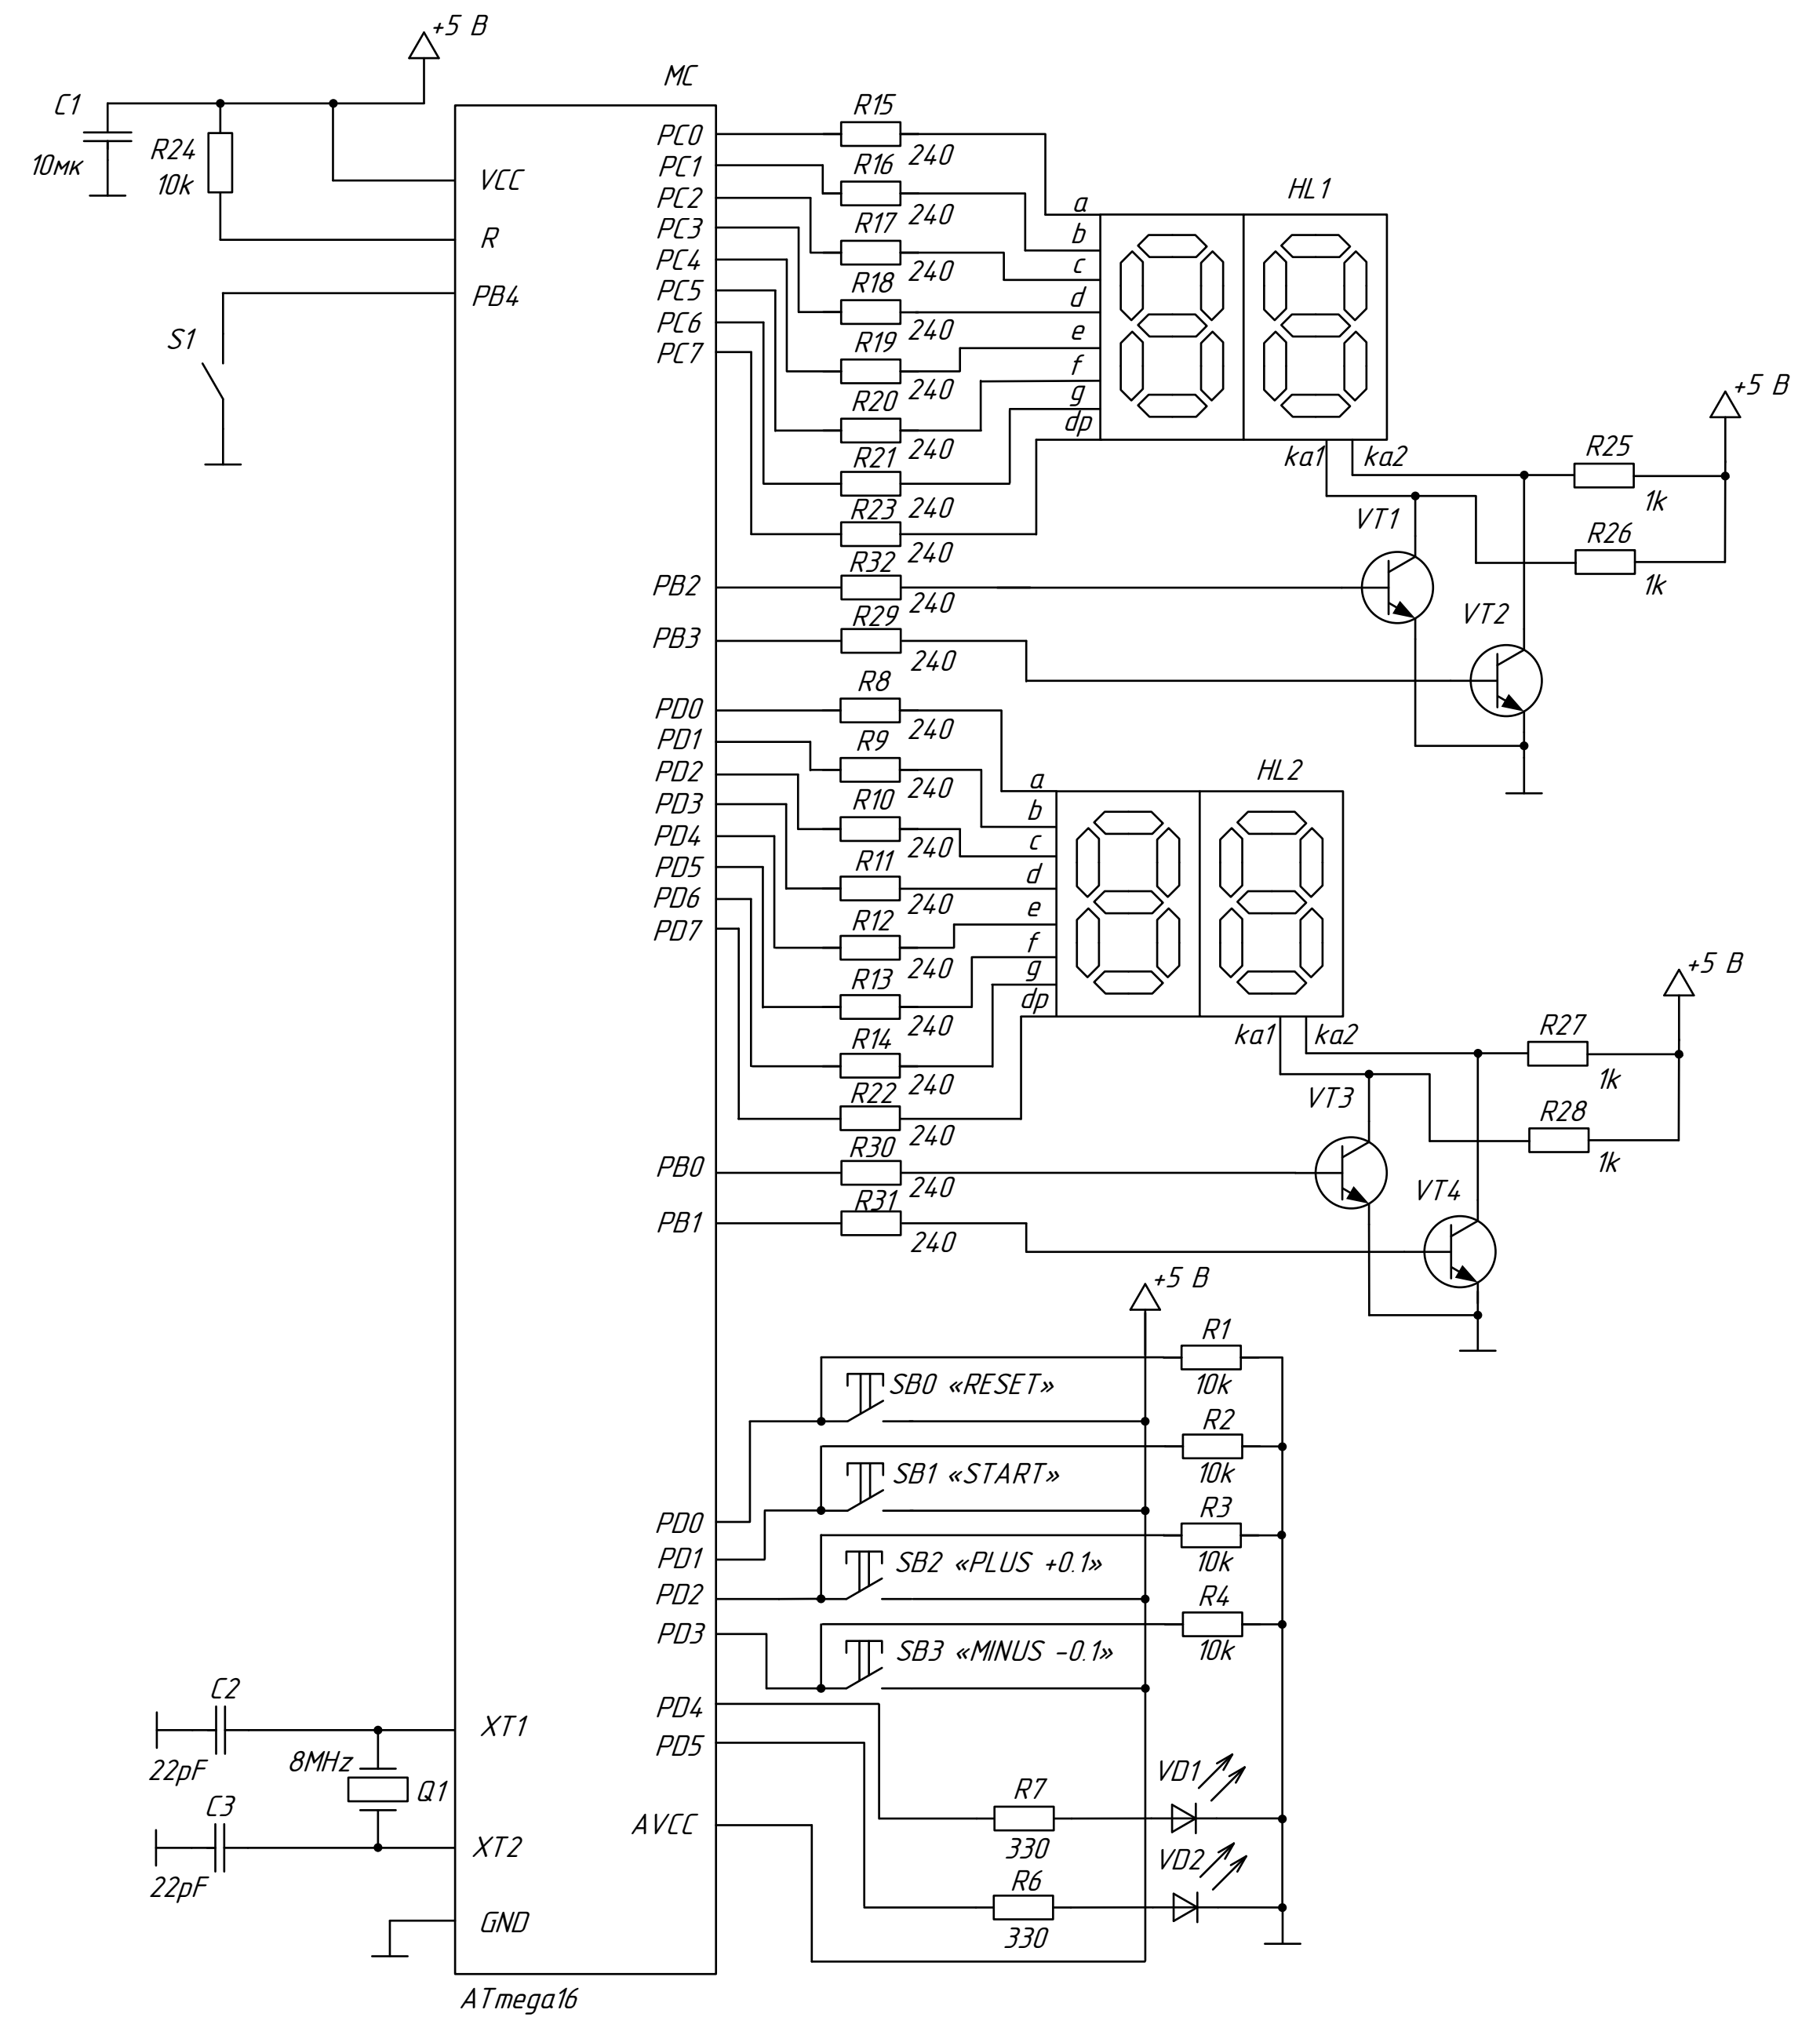 +5 В
C1
10мк
R24
10k
VCC
R
PB4
S1
C2
22pF
8MHz
Q1
C3
22pF
XT1
XT2
GND
ATmega16
MC
PC0
PC1
PC2
PC3
PC4
PC5
PC6
PC7
PB2
PB3
PD0
PD1
PD2
PD3
PD4
PD5
PD6
PD7
PB0
PB1
PD0
PD1
PD2
PD3
PD4
PD5
AVCC
R15
240
R16
240
R17
240
R18
240
R19
240
R20
240
R21
240
R23
240
R32
240
R29
240
HL1
a
b
c
d
e
f
g
dp
ka1
ka2
+5 В
R25
1k
R26
1k
VT1
VT2
R8
240
R9
240
R10
240
R11
240
R12
240
R13
240
R14
240
R22
240
R30
240
R31
240
HL2
a
b
c
d
e
f
g
dp
ka1
ka2
+5 В
R27
1k
R28
1k
VT3
VT4
+5 В
R1
10k
SB0 «RESET»
R2
10k
SB1 «START»
R3
10k
SB2 «PLUS +0.1»
R4
10k
SB3 «MINUS -0.1»
VD1
R7
330
VD2
R6
330